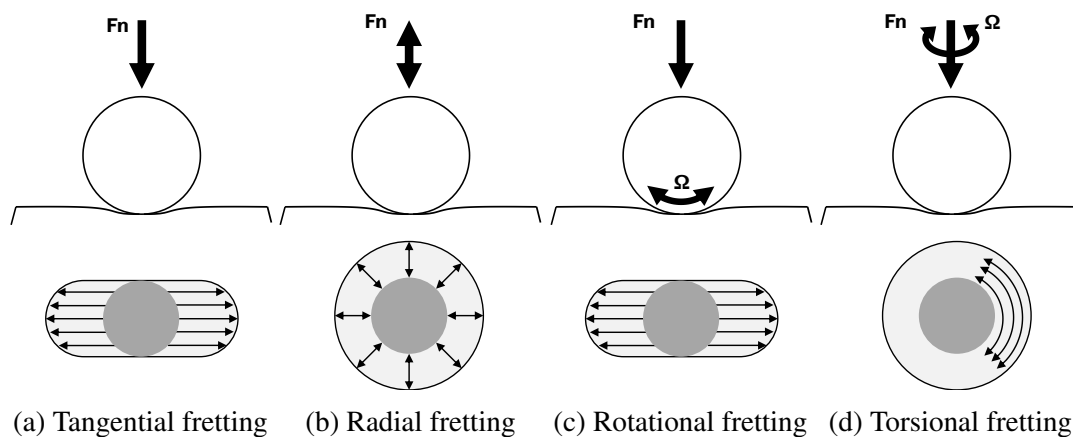 Fn
Fn
Fn
Fn Ω
Ω
(a) Tangential fretting (b) Radial fretting (c) Rotational fretting (d) Torsional fretting